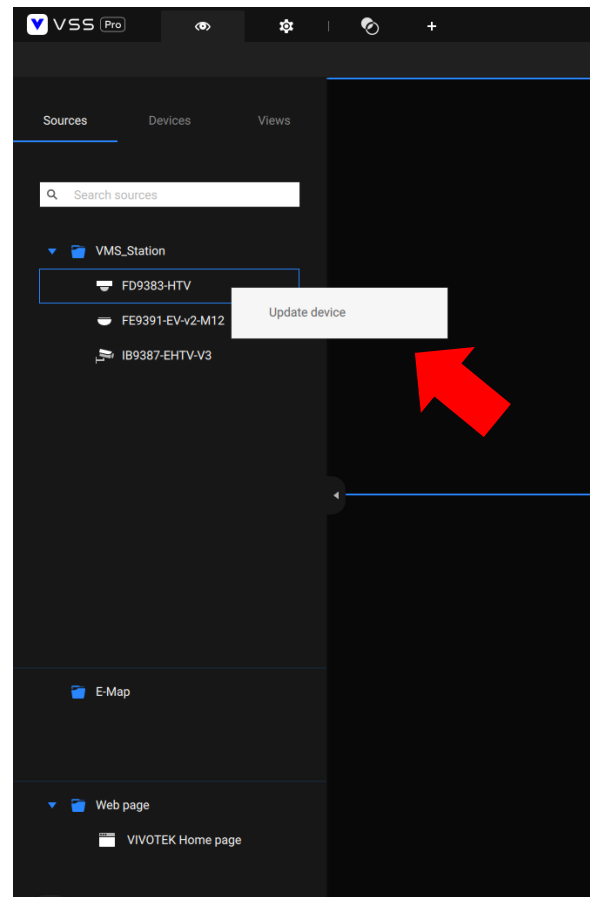 VSS Pro
Sources Devices Views
Search sources
VMS_Station
FD9383-HTV
Update device
FE9391-EV-v2-M12
IB9387-EHTV-V3
E-Map
Web page
VIVOTEK Home page